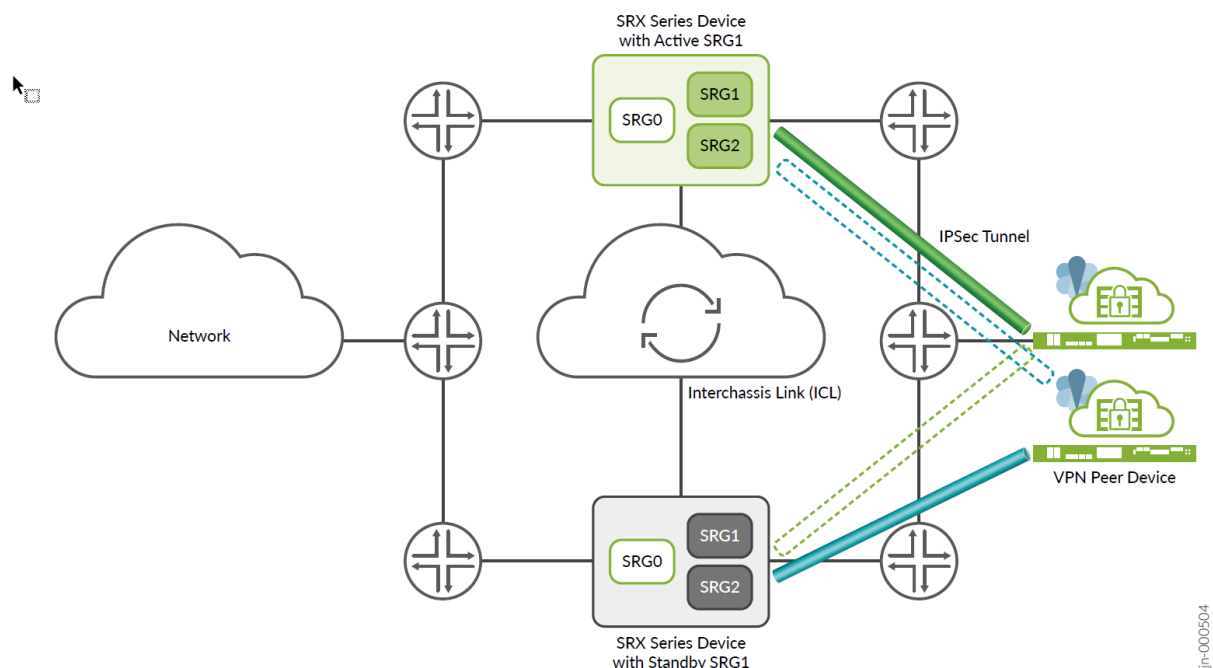 SRX Series Device
with Active SRG1
SRG0
SRG1
SRG2
IPSec Tunnel
Network
Interchassis Link (ICL)
VPN Peer Device
SRG0
SRG1
SRG2
SRX Series Device
with Standby SRG1
jn-000504